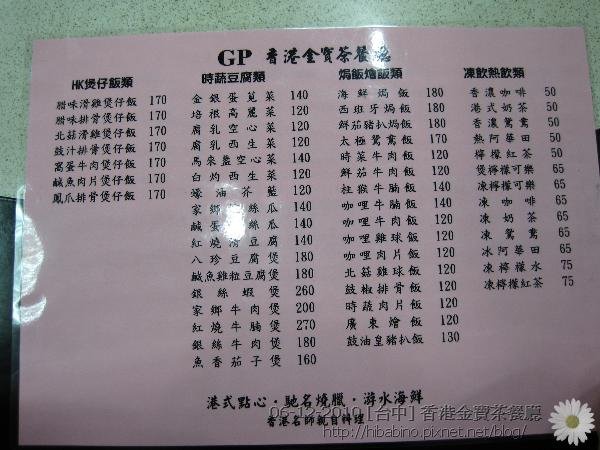 GP 香港金寶茶餐廳
HK煲仔飯類
腊味滑雞煲仔飯 170
腊味排骨煲仔飯 170
北菇滑雞煲仔飯 170
豉汁排骨煲仔飯 170
窩蛋牛肉煲仔飯 170
鹹魚肉片煲仔飯 170
鳳爪排骨煲仔飯 170
時蔬豆腐類
金銀蛋莧菜 140
培根高麗菜 120
腐乳空心菜 120
腐乳西生菜 120
馬來盞空心菜 140
白灼西生菜 120
蠔油芥藍 120
家鄉絲瓜 140
鹹蛋絲瓜 140
紅燒滑豆腐 140
八珍豆腐煲 180
鹹魚雞粒豆腐煲 180
銀絲蝦煲 260
家鄉牛肉煲 200
紅燒牛腩煲 270
銀絲牛肉煲 180
魚香茄子煲 160
焗飯燴飯類
海鮮焗飯 180
西班牙焗飯 180
鮮茄豬扒焗飯 180
太極鴛鴦飯 170
時菜牛肉飯 120
鮮茄牛肉飯 120
柱侯牛腩飯 140
咖哩牛腩飯 140
咖哩牛肉飯 120
咖哩雞球飯 120
咖哩肉片飯 120
北菇雞球飯 120
豉椒排骨飯 120
時蔬肉片飯 120
廣東燴飯 120
豉油皇豬扒飯 130
凍飲熱飲類
香濃咖啡 50
港式奶茶 50
香濃鴛鴦 50
熱阿華田 50
檸檬紅茶 50
煲檸檬可樂 65
凍檸檬可樂 65
凍咖啡 65
凍奶茶 65
凍鴛鴦 65
冰阿華田 65
凍檸檬水 75
凍檸檬紅茶 75
港式點心·馳名燒臘·游水海鮮
香港名師親自料理
06-12-2010 [台中] 香港金寶茶餐廳
http://hibabino.pixnet.net/blog/